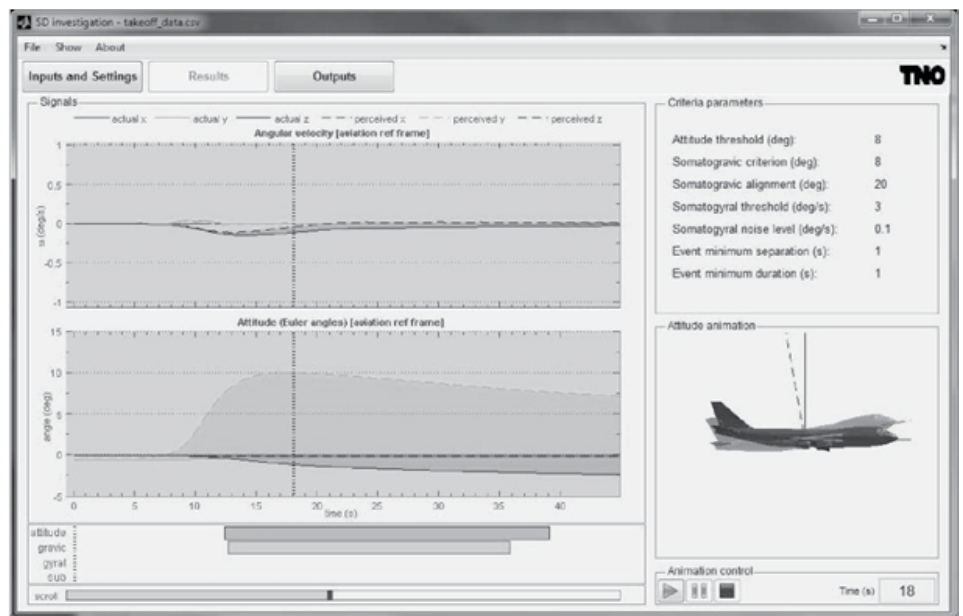 SD investigation - takeoff_data.csv
File Show About
Inputs and Settings Results Outputs
TNO
Signals
actual x actual y actual z perceived x perceived y perceived z
Angular velocity [aviation ref frame]
1
0.5
0
-0.5
-1
ω (deg/s)
Attitude (Euler angles) [aviation ref frame]
15
10
5
0
-5
angle (deg)
0 5 10 15 20 25 30 35 40
time (s)
attitude
gravic
gyral
sub
scroll
Criteria parameters
Attitude threshold (deg): 8
Somatogravic criterion (deg): 8
Somatogravic alignment (deg): 20
Somatogyral threshold (deg/s): 3
Somatogyral noise level (deg/s): 0.1
Event minimum separation (s): 1
Event minimum duration (s): 1
Attitude animation
Animation control
Time (s) 18